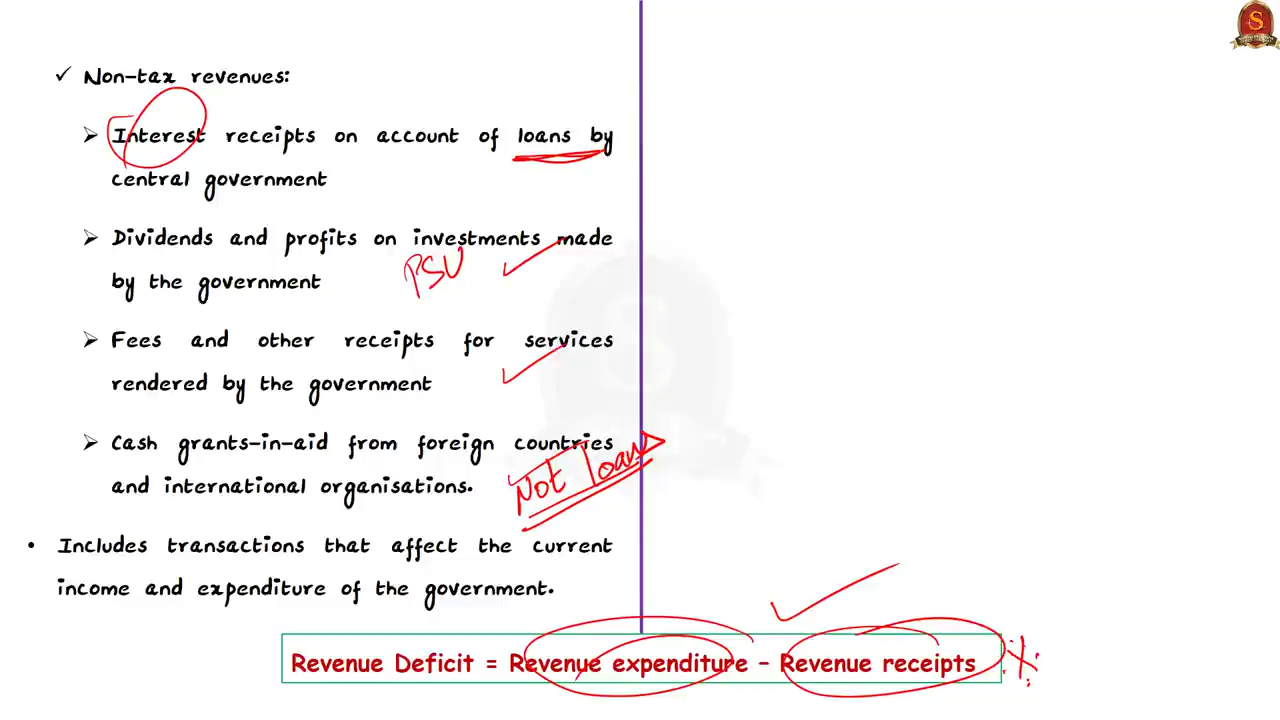 ✓ Non-tax revenues:
➢ Interest receipts on account of loans by
central government
➢ Dividends and profits on investments made
by the government
PSU
➢ Fees and other receipts for services
rendered by the government
➢ Cash grants-in-aid from foreign countries
and international organisations.
Not loans
• Includes transactions that affect the current
income and expenditure of the government.
Revenue Deficit = Revenue expenditure – Revenue receipts